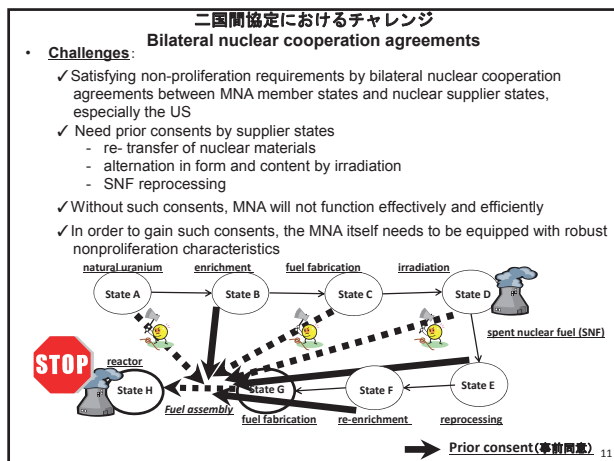 二国間協定におけるチャレンジ
Bilateral nuclear cooperation agreements
• Challenges:
✓Satisfying non-proliferation requirements by bilateral nuclear cooperation
agreements between MNA member states and nuclear supplier states,
especially the US
✓ Need prior consents by supplier states
- re- transfer of nuclear materials
- alternation in form and content by irradiation
- SNF reprocessing
✓Without such consents, MNA will not function effectively and efficiently
✓In order to gain such consents, the MNA itself needs to be equipped with robust
nonproliferation characteristics
natural uranium enrichment fuel fabrication irradiation
State A State B State C State D
spent nuclear fuel (SNF)
STOP
reactor
State H State G State F State E
Fuel assembly
fuel fabrication re-enrichment reprocessing
Prior consent(事前同意)
11